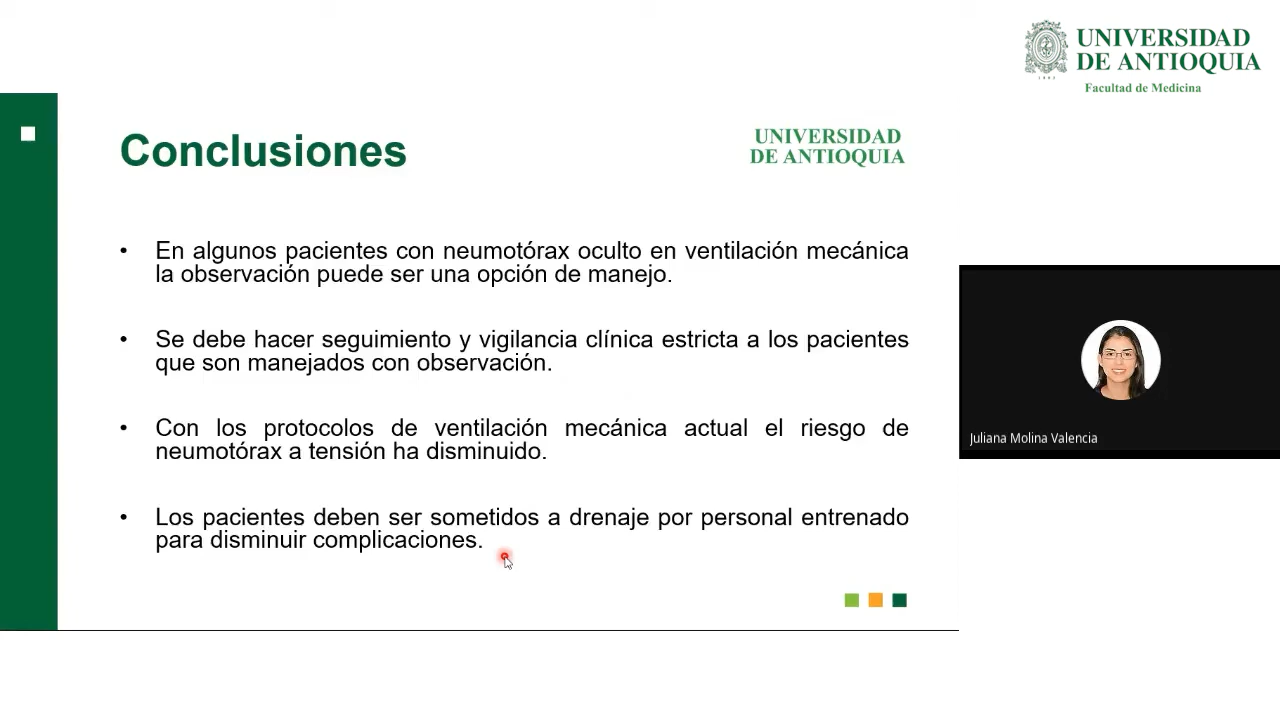 UNIVERSIDAD
DE ANTIOQUIA
1803
Facultad de Medicina
Conclusiones
UNIVERSIDAD
DE ANTIOQUIA
• En algunos pacientes con neumotórax oculto en ventilación mecánica
la observación puede ser una opción de manejo.
• Se debe hacer seguimiento y vigilancia clínica estricta a los pacientes
que son manejados con observación.
• Con los protocolos de ventilación mecánica actual el riesgo de
neumotórax a tensión ha disminuido.
• Los pacientes deben ser sometidos a drenaje por personal entrenado
para disminuir complicaciones.
Juliana Molina Valencia